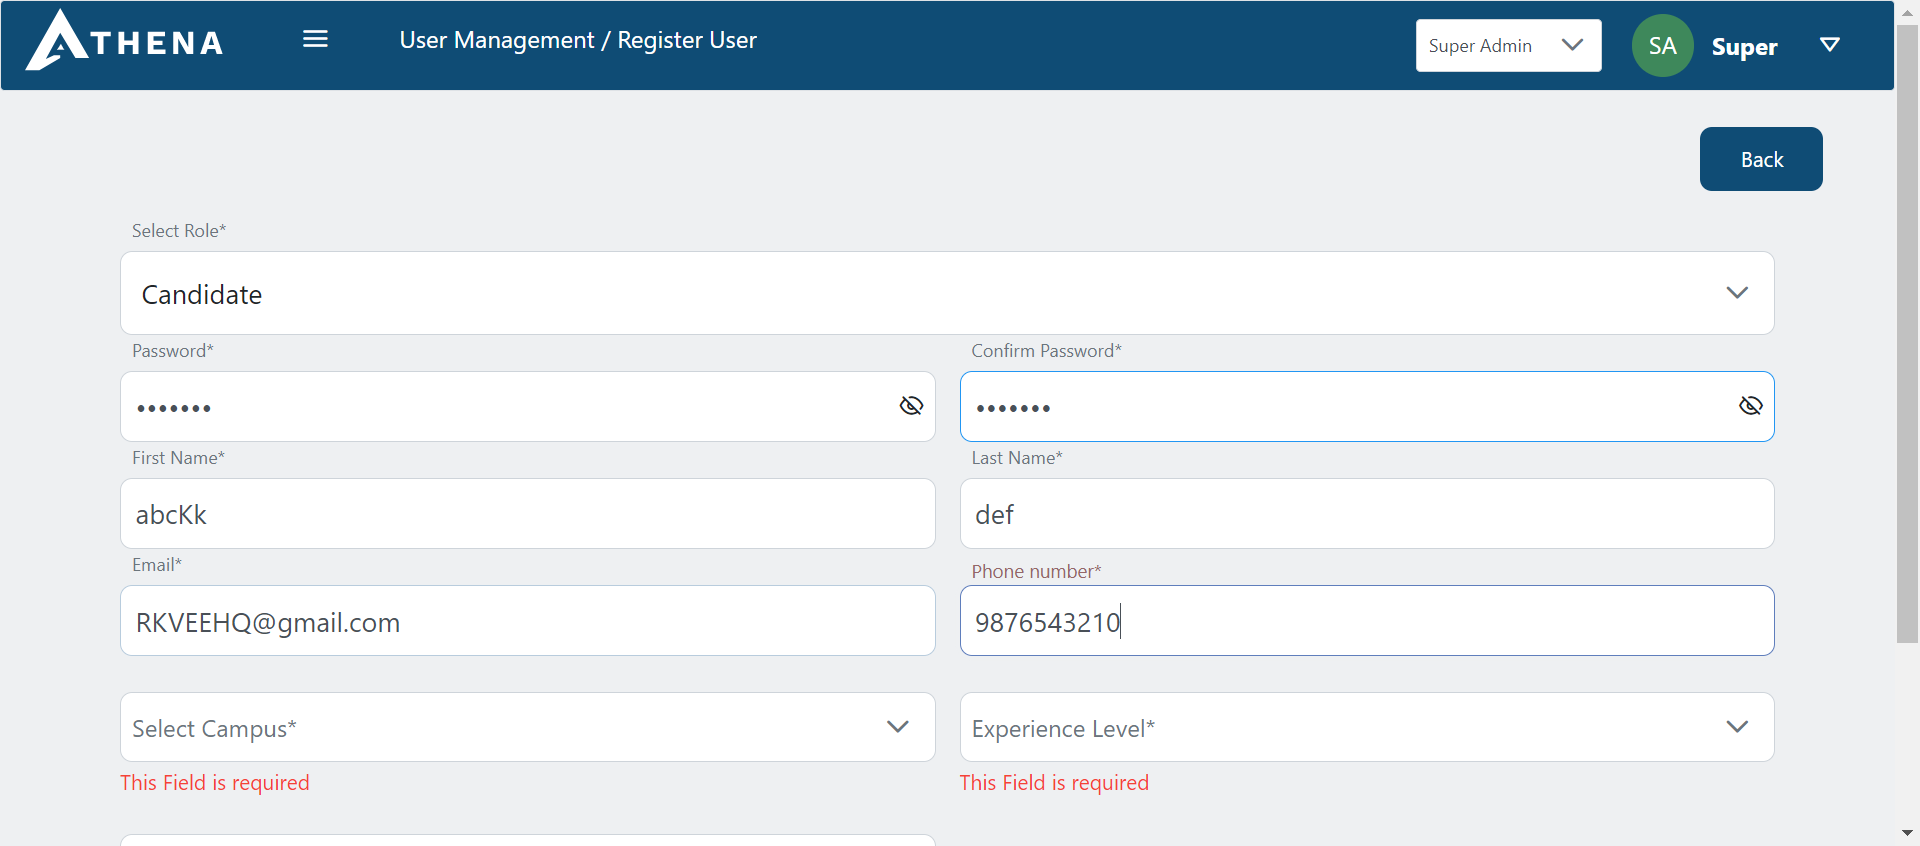 ATHENA
User Management / Register User
Super Admin
SA
Super
Back
Select Role*
Candidate
Password*
Confirm Password*
•••••••
•••••••
First Name*
Last Name*
abcKk
def
Email*
Phone number*
RKVEEHQ@gmail.com
9876543210
Select Campus*
Experience Level*
This Field is required
This Field is required